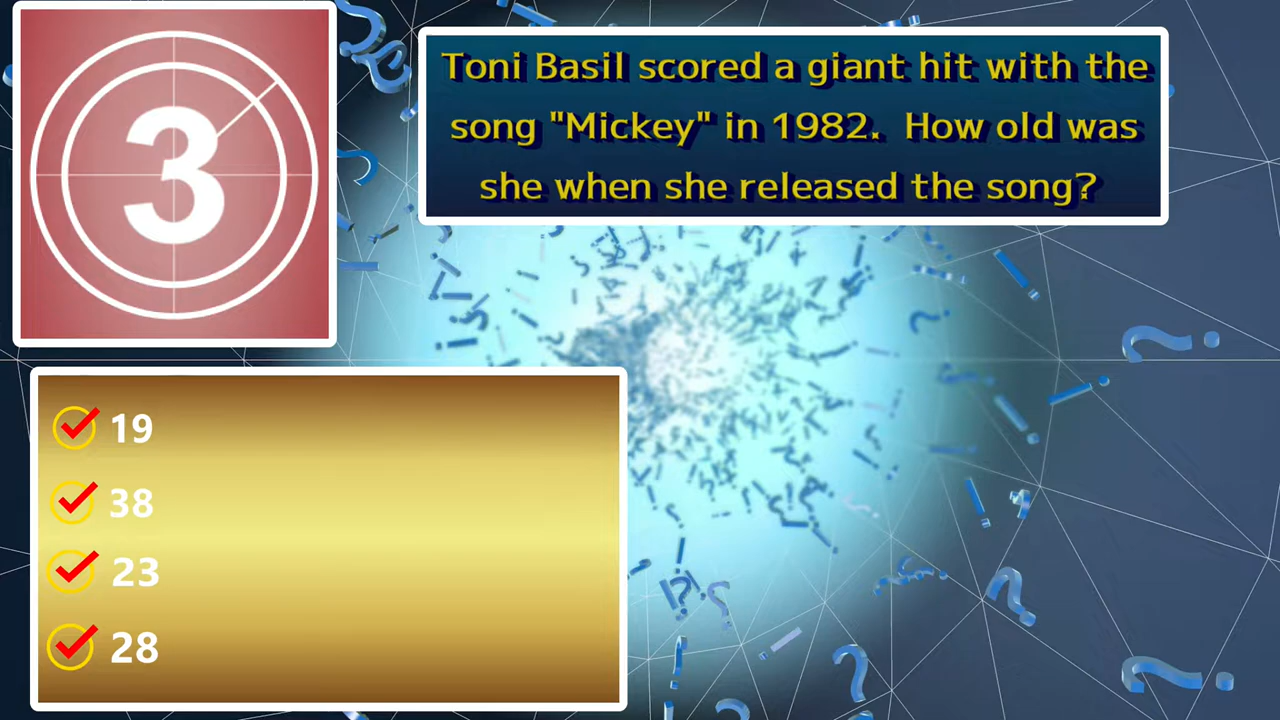 3
Toni Basil scored a giant hit with the
song "Mickey" in 1982. How old was
she when she released the song?
19
38
23
28